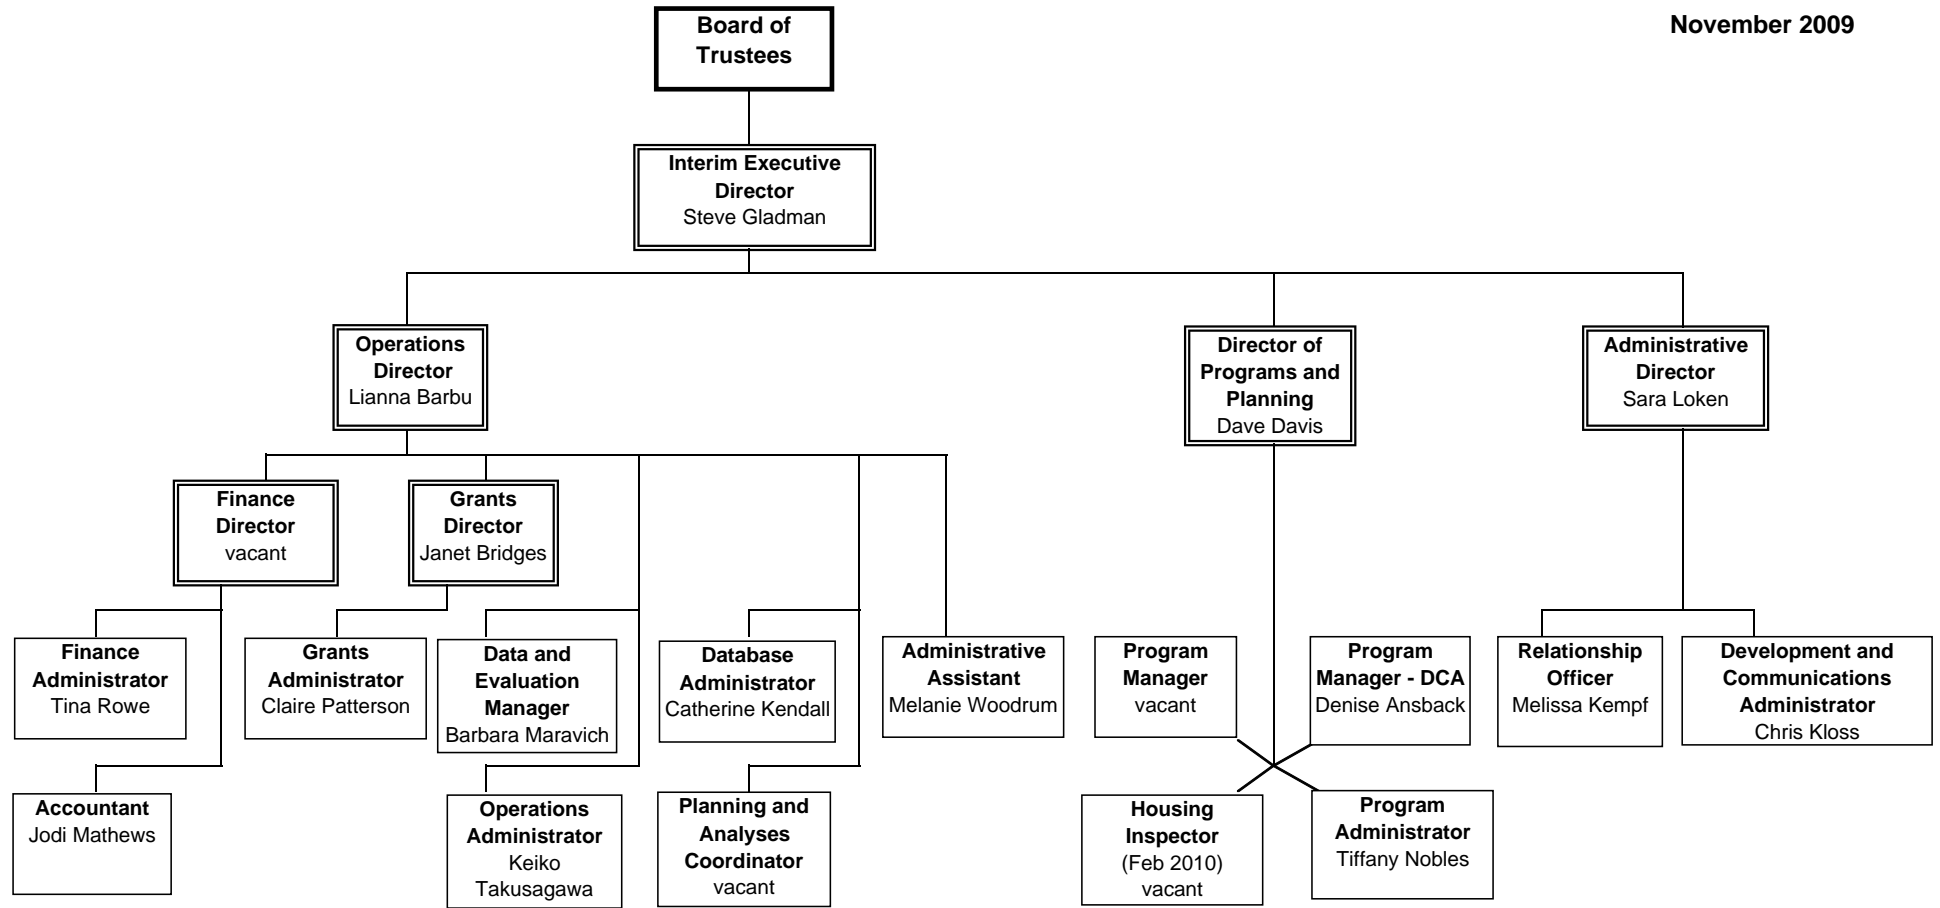 November 2009
Board of
Trustees
Interim Executive
Director
Steve Gladman
Operations
Director
Lianna Barbu
Director of
Programs and
Planning
Dave Davis
Administrative
Director
Sara Loken
Finance
Director
vacant
Grants
Director
Janet Bridges
Finance
Administrator
Tina Rowe
Grants
Administrator
Claire Patterson
Data and
Evaluation
Manager
Barbara Maravich
Database
Administrator
Catherine Kendall
Administrative
Assistant
Melanie Woodrum
Program
Manager
vacant
Program
Manager - DCA
Denise Ansback
Relationship
Officer
Melissa Kempf
Development and
Communications
Administrator
Chris Kloss
Accountant
Jodi Mathews
Operations
Administrator
Keiko
Takusagawa
Planning and
Analyses
Coordinator
vacant
Housing
Inspector
(Feb 2010)
vacant
Program
Administrator
Tiffany Nobles